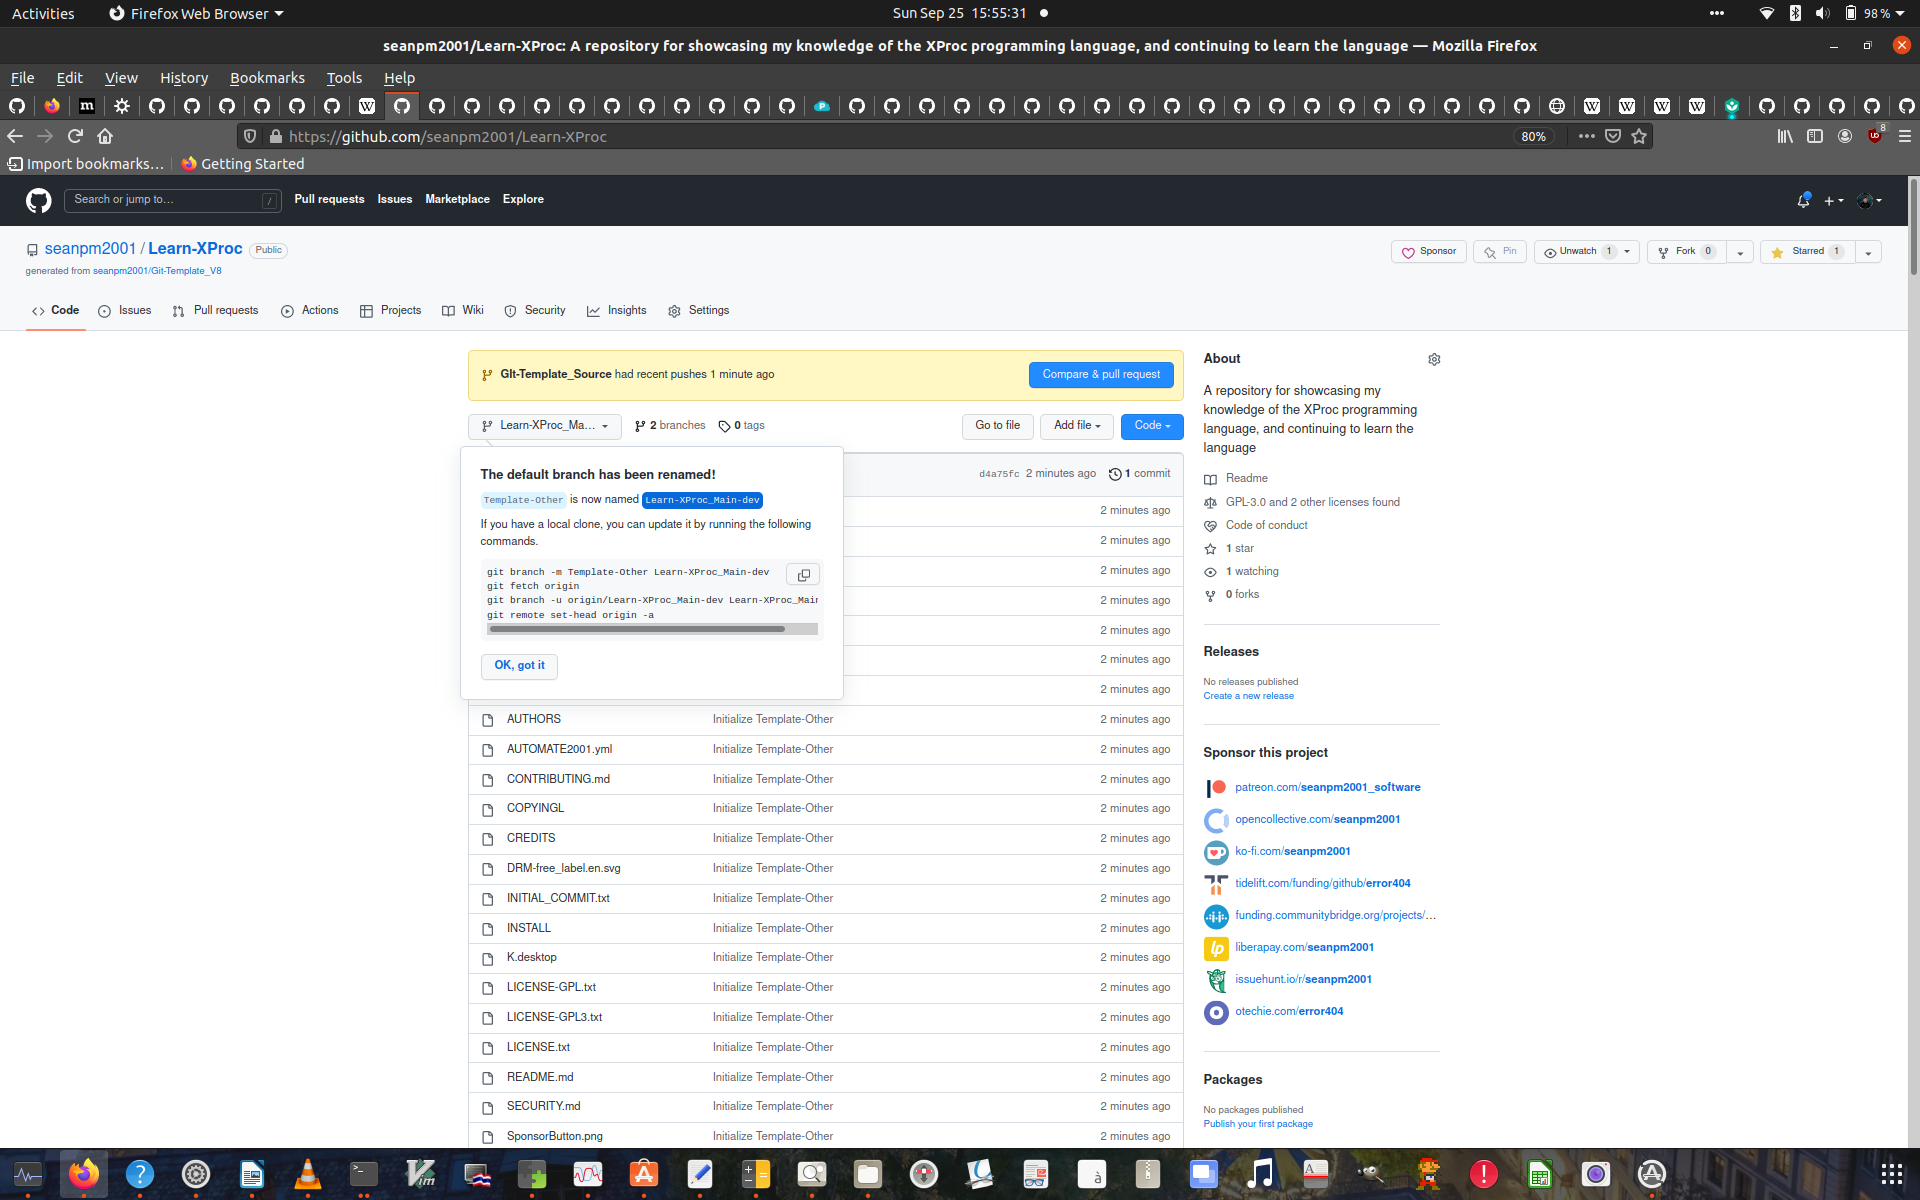 Activities
Firefox Web Browser
Sun Sep 25 15:55:31
98 %
seanpm2001/Learn-XProc: A repository for showcasing my knowledge of the XProc programming language, and continuing to learn the language — Mozilla Firefox
File Edit View History Bookmarks Tools Help
https://github.com/seanpm2001/Learn-XProc
80%
8
Import bookmarks…
Getting Started
Search or jump to…
/
Pull requests Issues Marketplace Explore
seanpm2001 / Learn-XProc Public
Sponsor Pin Unwatch 1 Fork 0 Starred 1
generated from seanpm2001/Git-Template_V8
Code Issues Pull requests Actions Projects Wiki Security Insights Settings
GIt-Template_Source had recent pushes 1 minute ago
Compare & pull request
Learn-XProc_Ma…
2 branches
0 tags
Go to file
Add file
Code
The default branch has been renamed!
Template-Other is now named Learn-XProc_Main-dev
If you have a local clone, you can update it by running the following
commands.
git branch -m Template-Other Learn-XProc_Main-dev
git fetch origin
git branch -u origin/Learn-XProc_Main-dev Learn-XProc_Main
git remote set-head origin -a
OK, got it
d4a75fc 2 minutes ago 1 commit
2 minutes ago
2 minutes ago
2 minutes ago
2 minutes ago
2 minutes ago
2 minutes ago
2 minutes ago
AUTHORS Initialize Template-Other 2 minutes ago
AUTOMATE2001.yml Initialize Template-Other 2 minutes ago
CONTRIBUTING.md Initialize Template-Other 2 minutes ago
COPYINGL Initialize Template-Other 2 minutes ago
CREDITS Initialize Template-Other 2 minutes ago
DRM-free_label.en.svg Initialize Template-Other 2 minutes ago
INITIAL_COMMIT.txt Initialize Template-Other 2 minutes ago
INSTALL Initialize Template-Other 2 minutes ago
K.desktop Initialize Template-Other 2 minutes ago
LICENSE-GPL.txt Initialize Template-Other 2 minutes ago
LICENSE-GPL3.txt Initialize Template-Other 2 minutes ago
LICENSE.txt Initialize Template-Other 2 minutes ago
README.md Initialize Template-Other 2 minutes ago
SECURITY.md Initialize Template-Other 2 minutes ago
SponsorButton.png Initialize Template-Other 2 minutes ago
About
A repository for showcasing my
knowledge of the XProc programming
language, and continuing to learn the
language
Readme
GPL-3.0 and 2 other licenses found
Code of conduct
1 star
1 watching
0 forks
Releases
No releases published
Create a new release
Sponsor this project
patreon.com/seanpm2001_software
opencollective.com/seanpm2001
ko-fi.com/seanpm2001
tidelift.com/funding/github/error404
funding.communitybridge.org/projects/…
liberapay.com/seanpm2001
issuehunt.io/r/seanpm2001
otechie.com/error404
Packages
No packages published
Publish your first package